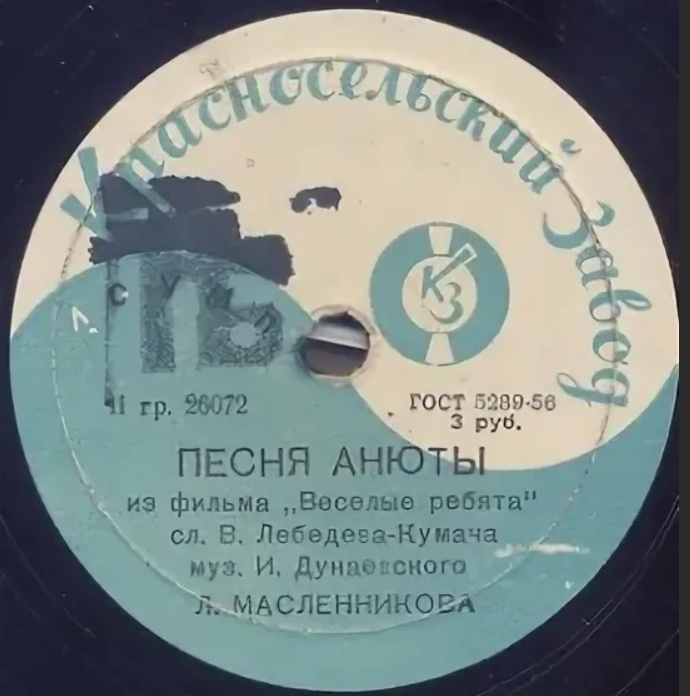 Красносельский Завод
КЗ
II гр. 26072
ГОСТ 5289-56
3 руб.
ПЕСНЯ АНЮТЫ
из фильма „Веселые ребята"
сл. В. Лебедева-Кумача
муз. И. Дунаевского
Л. МАСЛЕННИКОВА